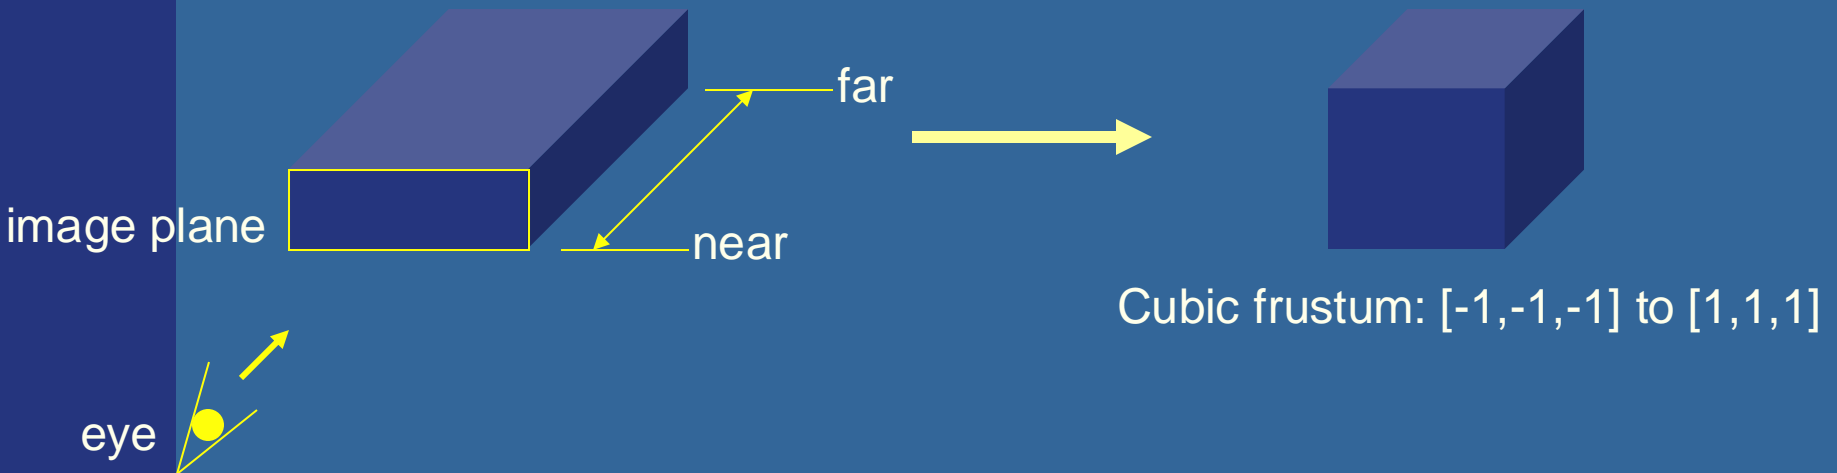 far
image plane
near
Cubic frustum: [-1,-1,-1] to [1,1,1]
eye